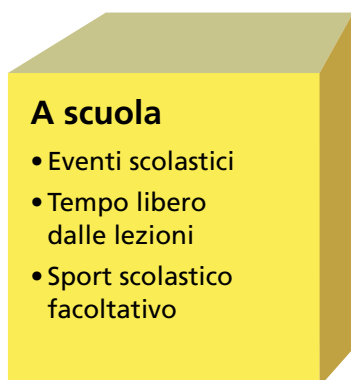 A scuola
• Eventi scolastici
• Tempo libero
dalle lezioni
• Sport scolastico
facoltativo